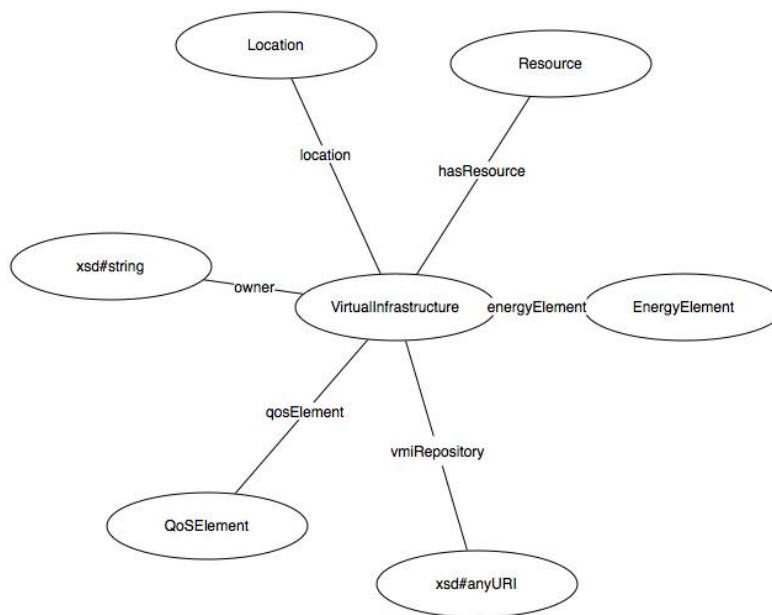 Location
Resource
location
hasResource
xsd#string
owner
VirtualInfrastructure
energyElement
EnergyElement
qosElement
vmiRepository
QoSElement
xsd#anyURI